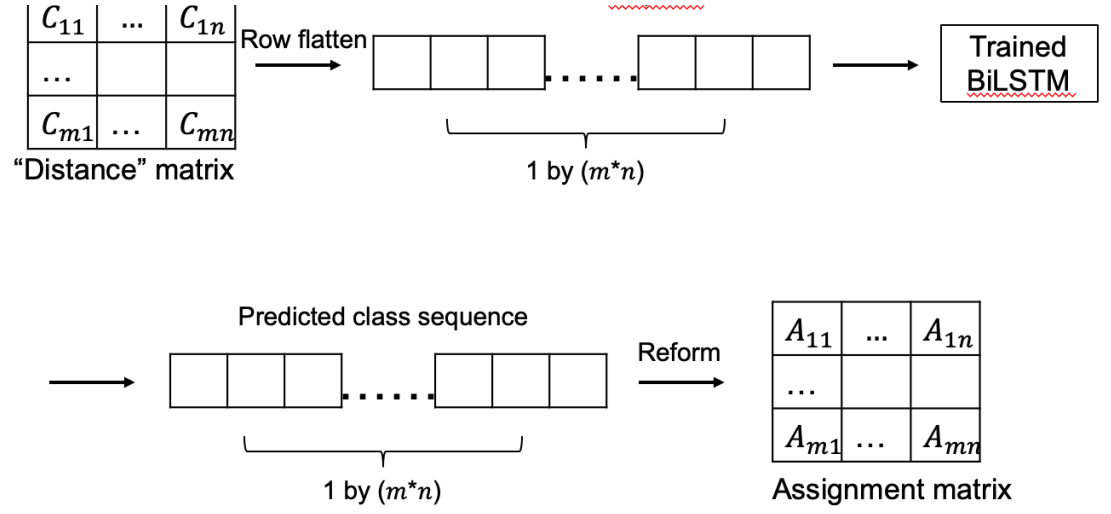 C₁₁ ... C₁ₙ
...
Cₘ₁ ... Cₘₙ
“Distance” matrix
Row flatten
......
1 by (m*n)
Trained
BiLSTM
Predicted class sequence
......
1 by (m*n)
Reform
A₁₁ ... A₁ₙ
...
Aₘ₁ ... Aₘₙ
Assignment matrix